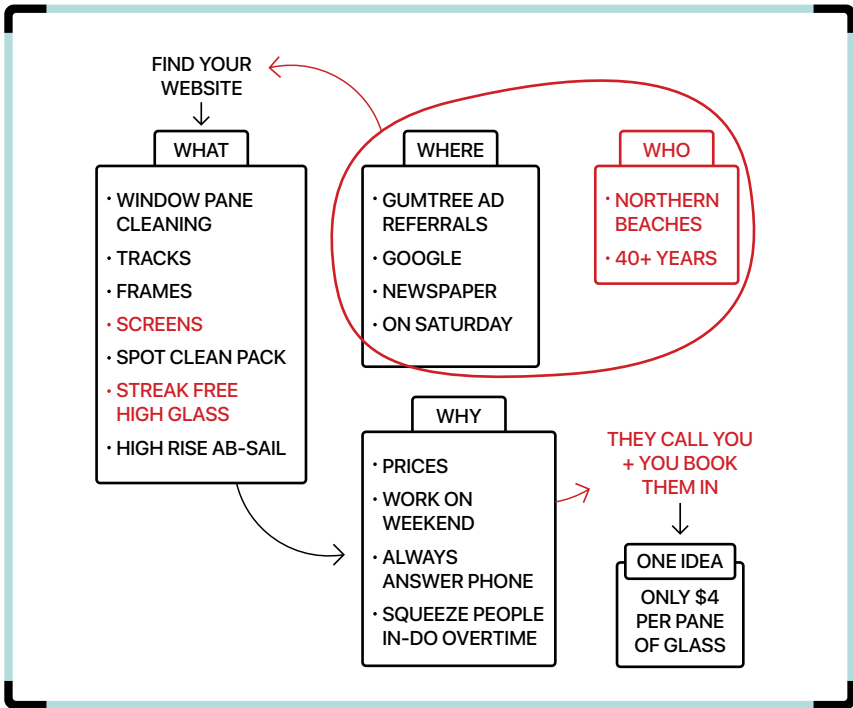 FIND YOUR
WEBSITE
WHAT
· WINDOW PANE
CLEANING
· TRACKS
· FRAMES
· SCREENS
· SPOT CLEAN PACK
· STREAK FREE
HIGH GLASS
· HIGH RISE AB-SAIL
WHERE
· GUMTREE AD
REFERRALS
· GOOGLE
· NEWSPAPER
· ON SATURDAY
WHO
· NORTHERN
BEACHES
· 40+ YEARS
WHY
· PRICES
· WORK ON
WEEKEND
· ALWAYS
ANSWER PHONE
· SQUEEZE PEOPLE
IN-DO OVERTIME
THEY CALL YOU
+ YOU BOOK
THEM IN
ONE IDEA
ONLY $4
PER PANE
OF GLASS